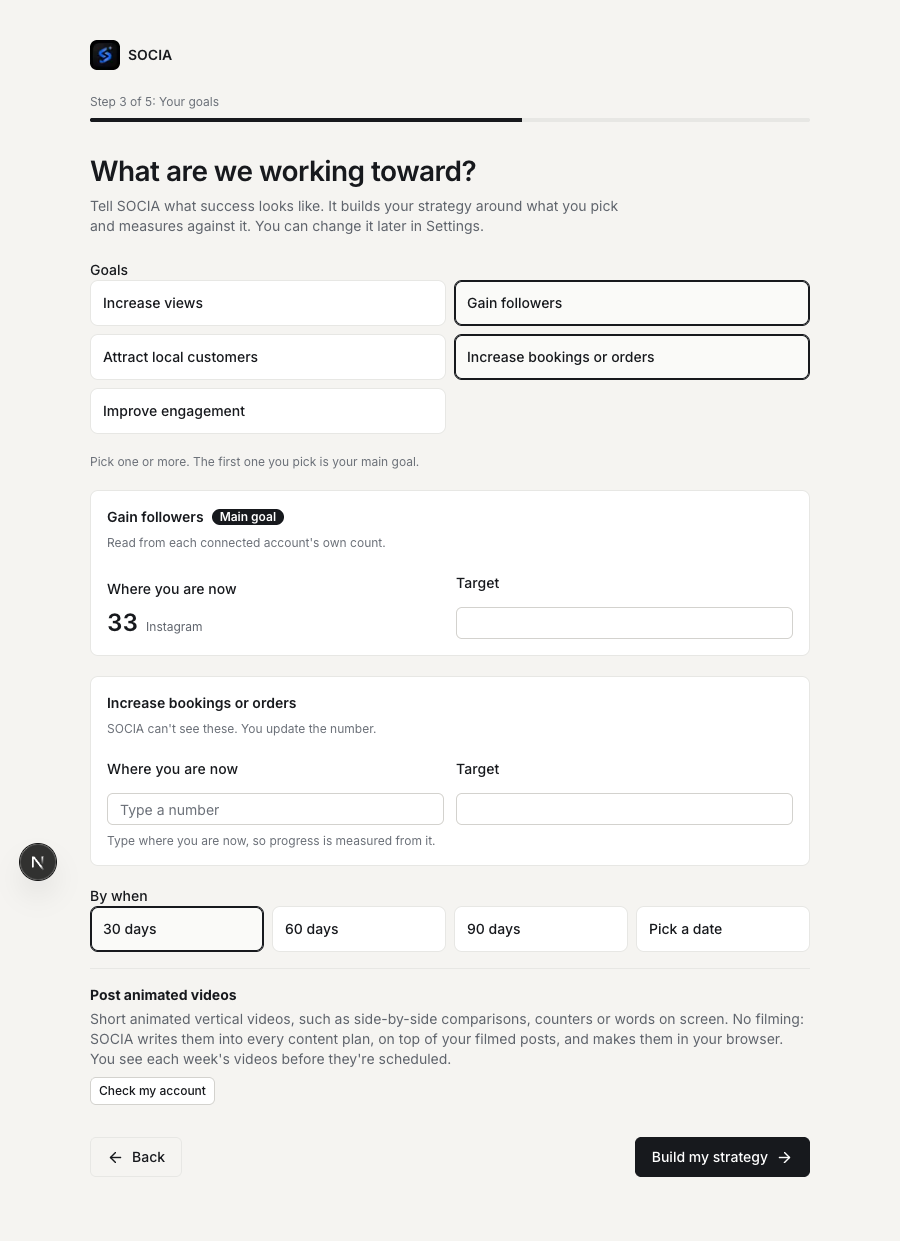 SOCIA
Step 3 of 5: Your goals
What are we working toward?
Tell SOCIA what success looks like. It builds your strategy around what you pick
and measures against it. You can change it later in Settings.
Goals
Increase views
Gain followers
Attract local customers
Increase bookings or orders
Improve engagement
Pick one or more. The first one you pick is your main goal.
Gain followers Main goal
Read from each connected account's own count.
Where you are now
Target
33 Instagram
Increase bookings or orders
SOCIA can't see these. You update the number.
Where you are now
Target
Type a number
Type where you are now, so progress is measured from it.
N
By when
30 days
60 days
90 days
Pick a date
Post animated videos
Short animated vertical videos, such as side-by-side comparisons, counters or words on screen. No filming:
SOCIA writes them into every content plan, on top of your filmed posts, and makes them in your browser.
You see each week's videos before they're scheduled.
Check my account
Back
Build my strategy